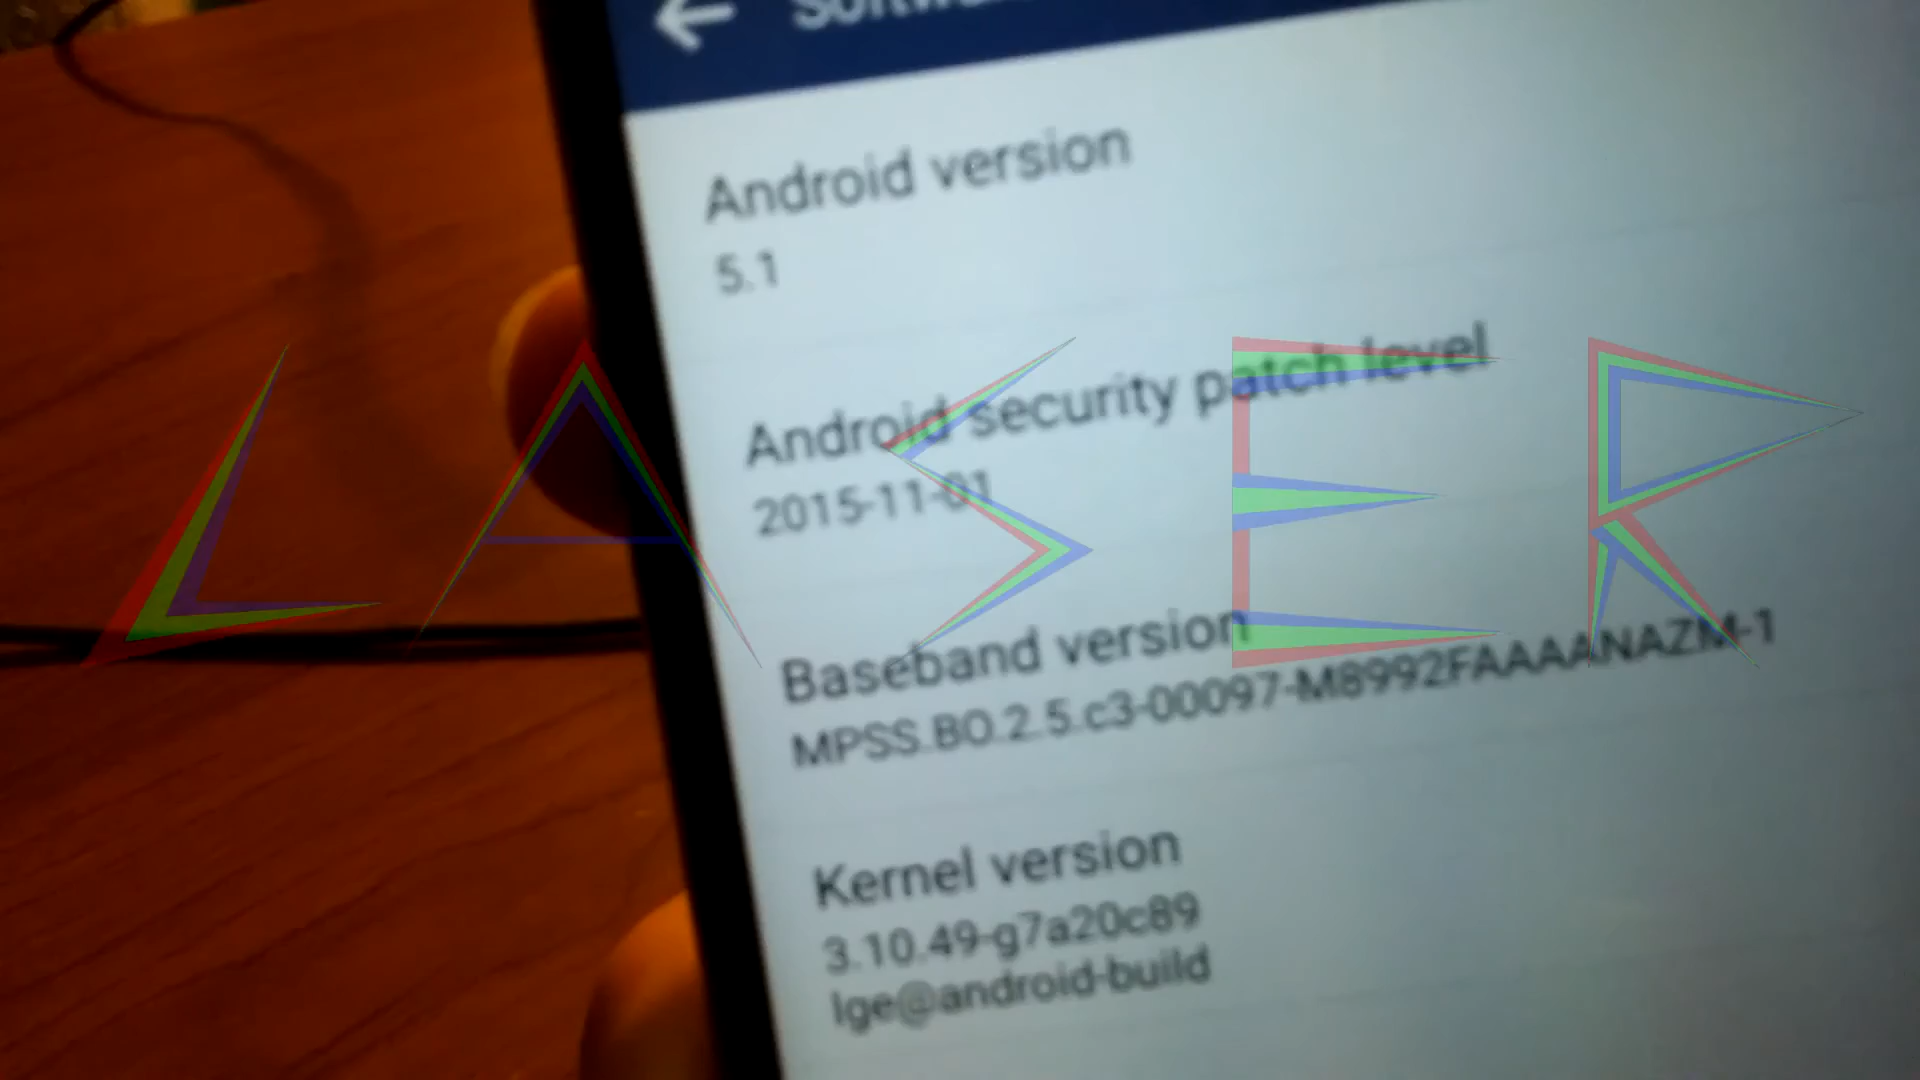 Android version
5.1
Android security patch level
2015-11-01
LASER
Baseband version
MPSS.BO.2.5.c3-00097-M8992FAAAANAZM-1
Kernel version
3.10.49-g7a20c89
lge@android-build